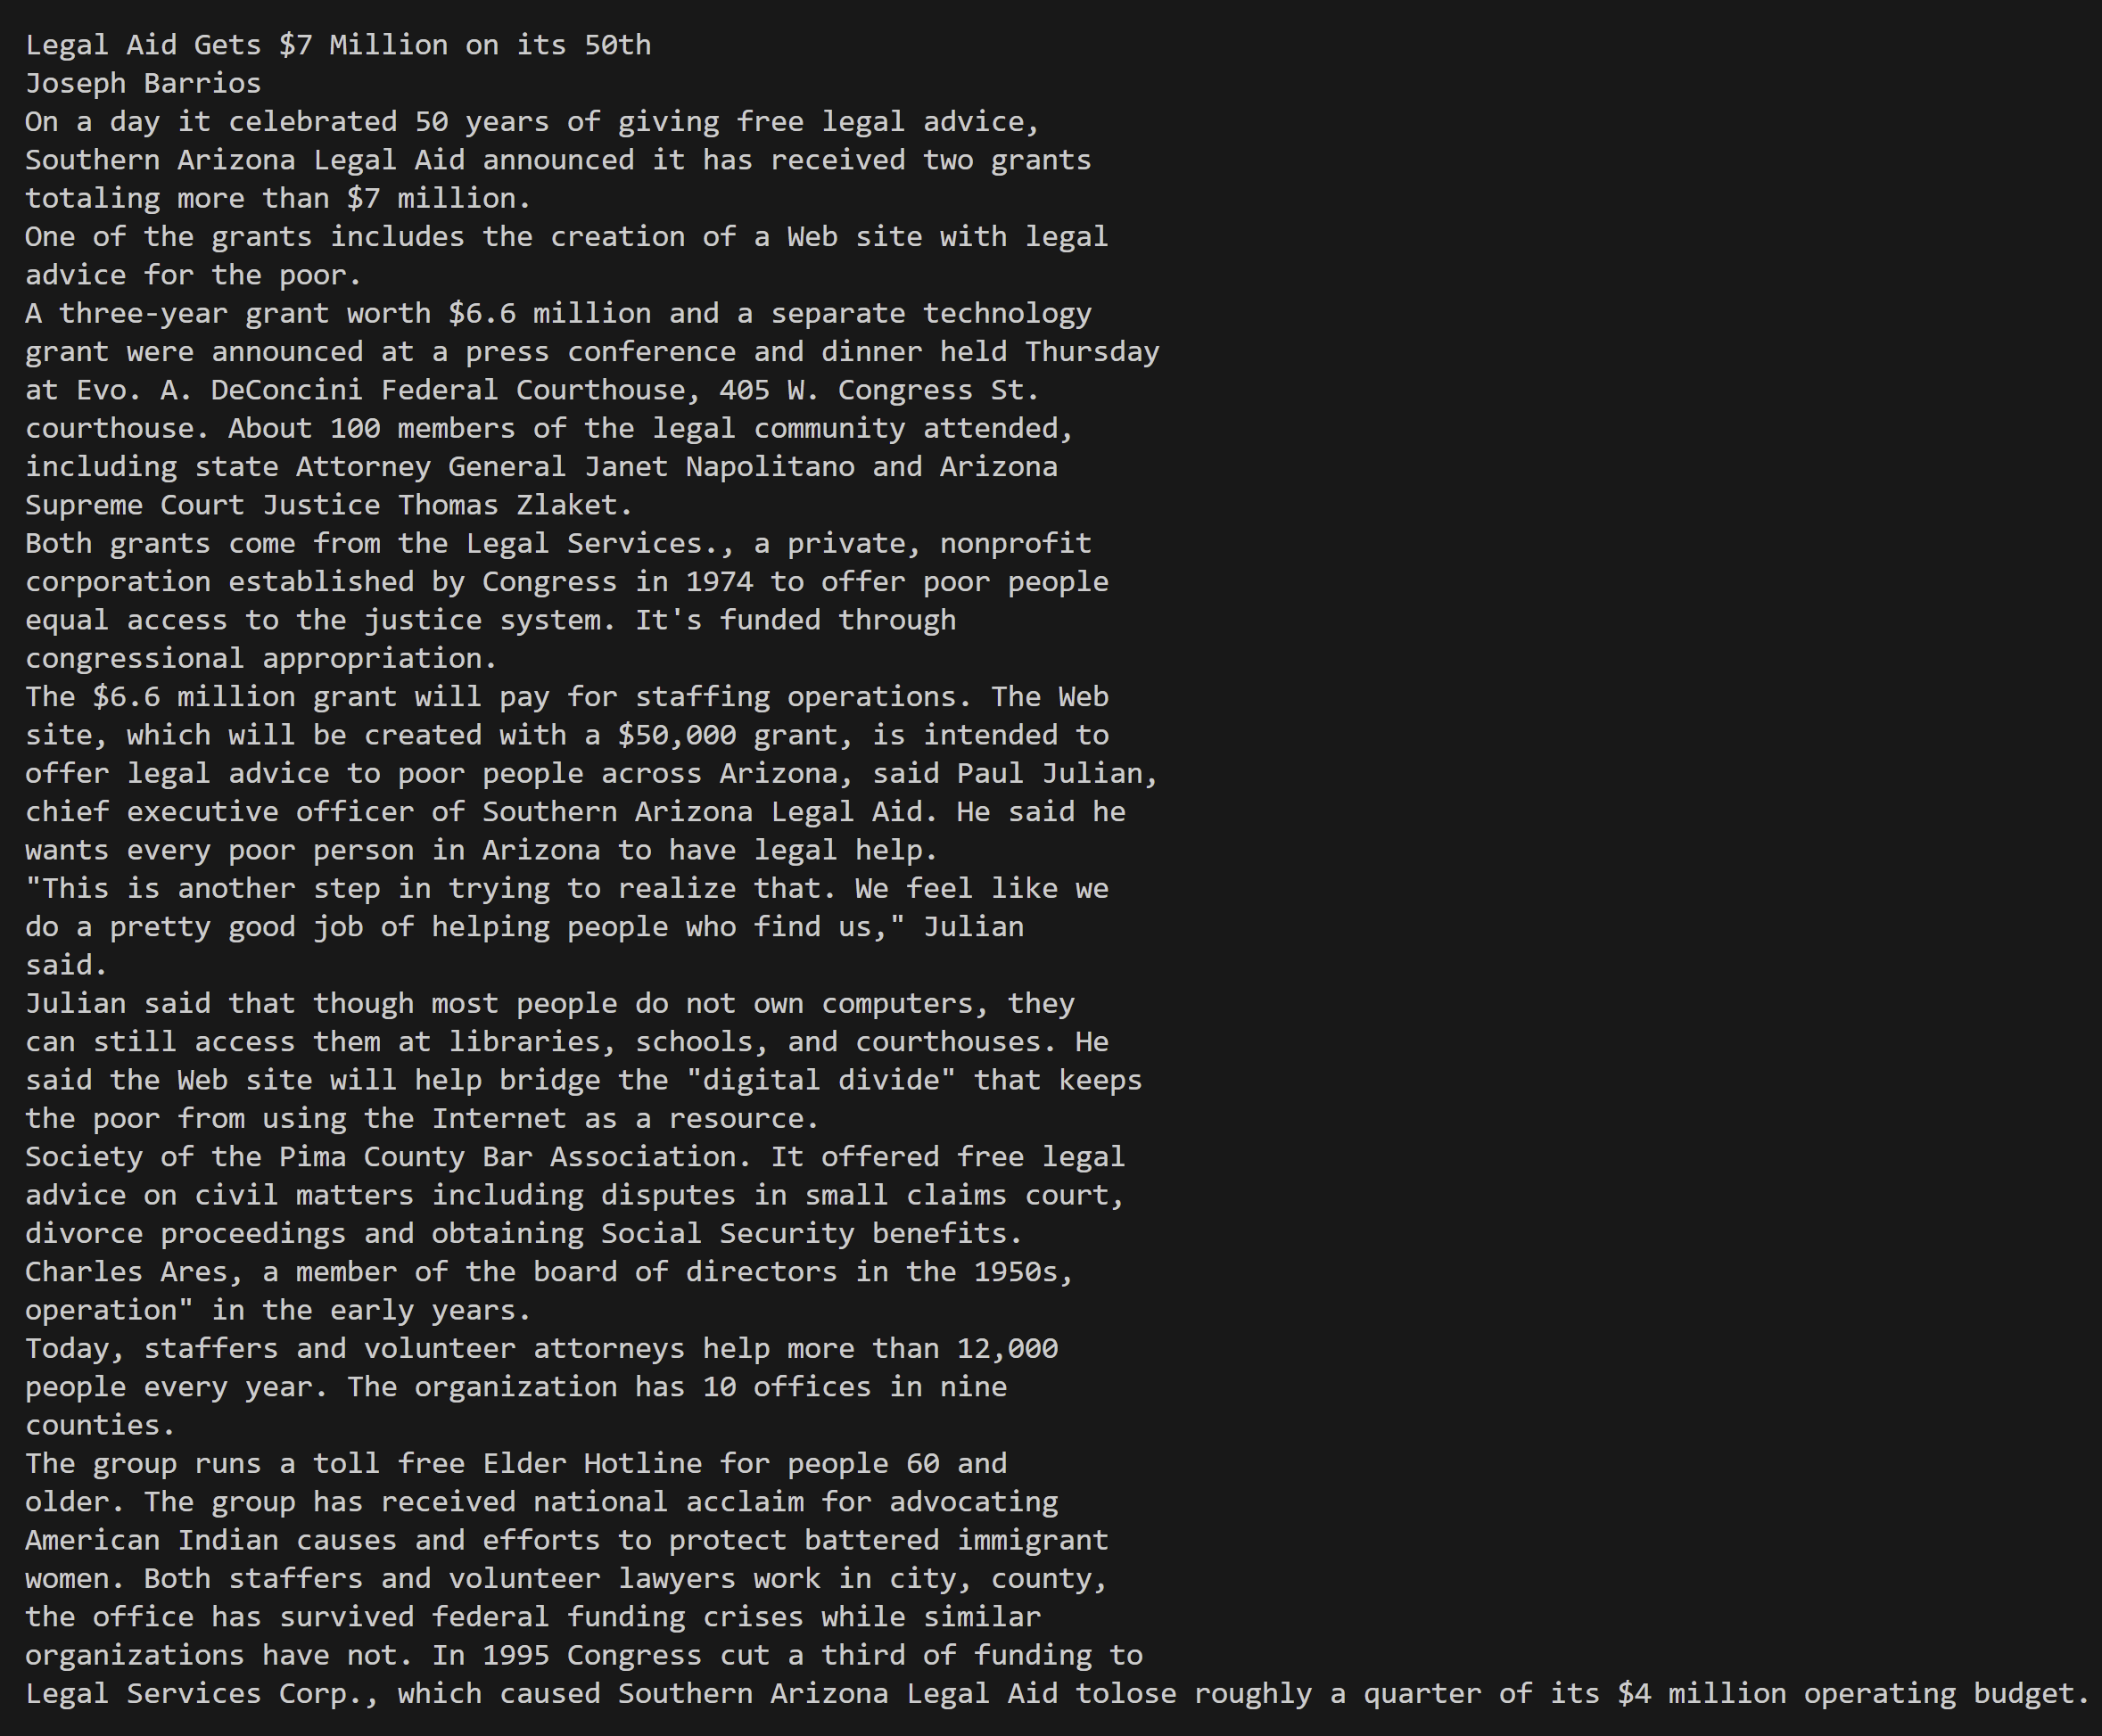 Legal Aid Gets $7 Million on its 50th
Joseph Barrios
On a day it celebrated 50 years of giving free legal advice,
Southern Arizona Legal Aid announced it has received two grants
totaling more than $7 million.
One of the grants includes the creation of a Web site with legal
advice for the poor.
A three-year grant worth $6.6 million and a separate technology
grant were announced at a press conference and dinner held Thursday
at Evo. A. DeConcini Federal Courthouse, 405 W. Congress St.
courthouse. About 100 members of the legal community attended,
including state Attorney General Janet Napolitano and Arizona
Supreme Court Justice Thomas Zlaket.
Both grants come from the Legal Services., a private, nonprofit
corporation established by Congress in 1974 to offer poor people
equal access to the justice system. It's funded through
congressional appropriation.
The $6.6 million grant will pay for staffing operations. The Web
site, which will be created with a $50,000 grant, is intended to
offer legal advice to poor people across Arizona, said Paul Julian,
chief executive officer of Southern Arizona Legal Aid. He said he
wants every poor person in Arizona to have legal help.
"This is another step in trying to realize that. We feel like we
do a pretty good job of helping people who find us," Julian
said.
Julian said that though most people do not own computers, they
can still access them at libraries, schools, and courthouses. He
said the Web site will help bridge the "digital divide" that keeps
the poor from using the Internet as a resource.
Society of the Pima County Bar Association. It offered free legal
advice on civil matters including disputes in small claims court,
divorce proceedings and obtaining Social Security benefits.
Charles Ares, a member of the board of directors in the 1950s,
operation" in the early years.
Today, staffers and volunteer attorneys help more than 12,000
people every year. The organization has 10 offices in nine
counties.
The group runs a toll free Elder Hotline for people 60 and
older. The group has received national acclaim for advocating
American Indian causes and efforts to protect battered immigrant
women. Both staffers and volunteer lawyers work in city, county,
the office has survived federal funding crises while similar
organizations have not. In 1995 Congress cut a third of funding to
Legal Services Corp., which caused Southern Arizona Legal Aid tolose roughly a quarter of its $4 million operating budget.